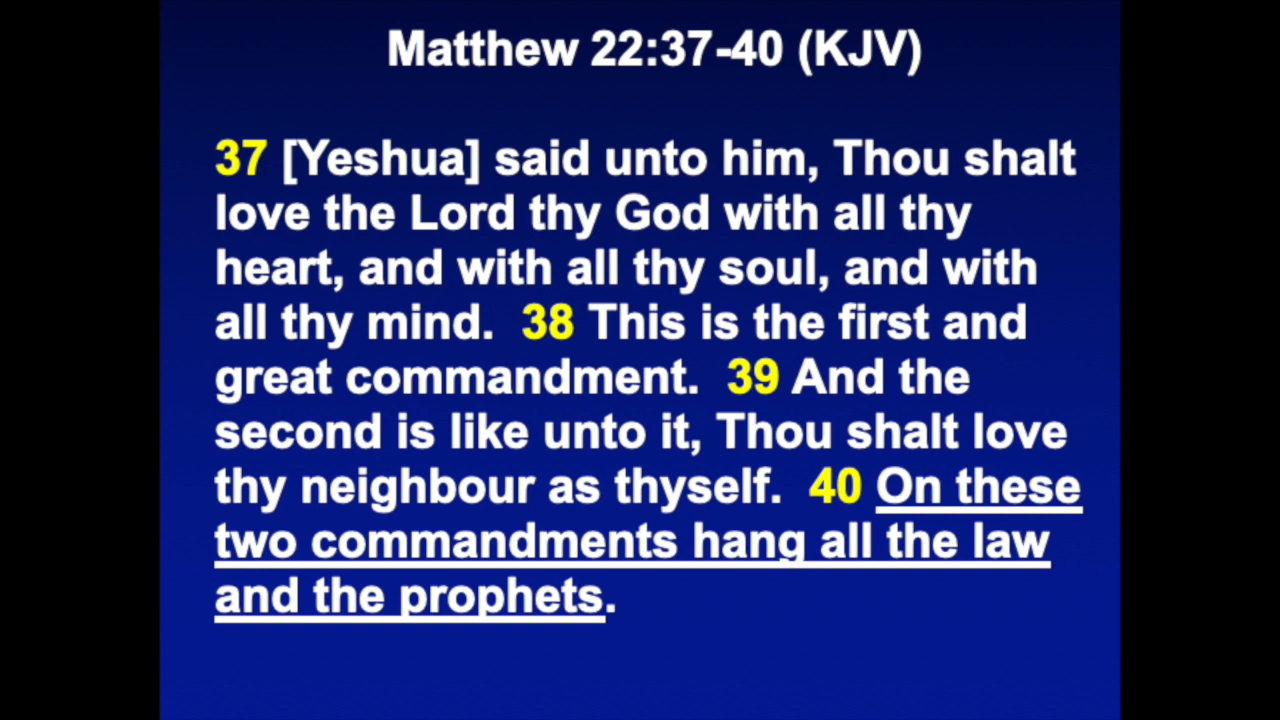 Matthew 22:37-40 (KJV)
37 [Yeshua] said unto him, Thou shalt
love the Lord thy God with all thy
heart, and with all thy soul, and with
all thy mind. 38 This is the first and
great commandment. 39 And the
second is like unto it, Thou shalt love
thy neighbour as thyself. 40 On these
two commandments hang all the law
and the prophets.